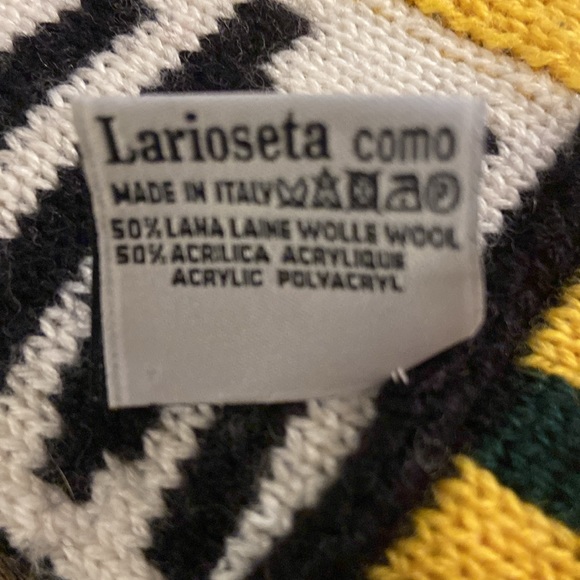 Larioseta como
MADE IN ITALY
50% LANA LAINE WOLLE WOOL
50% ACRILICA ACRYLIQUE
ACRYLIC POLYACRYL